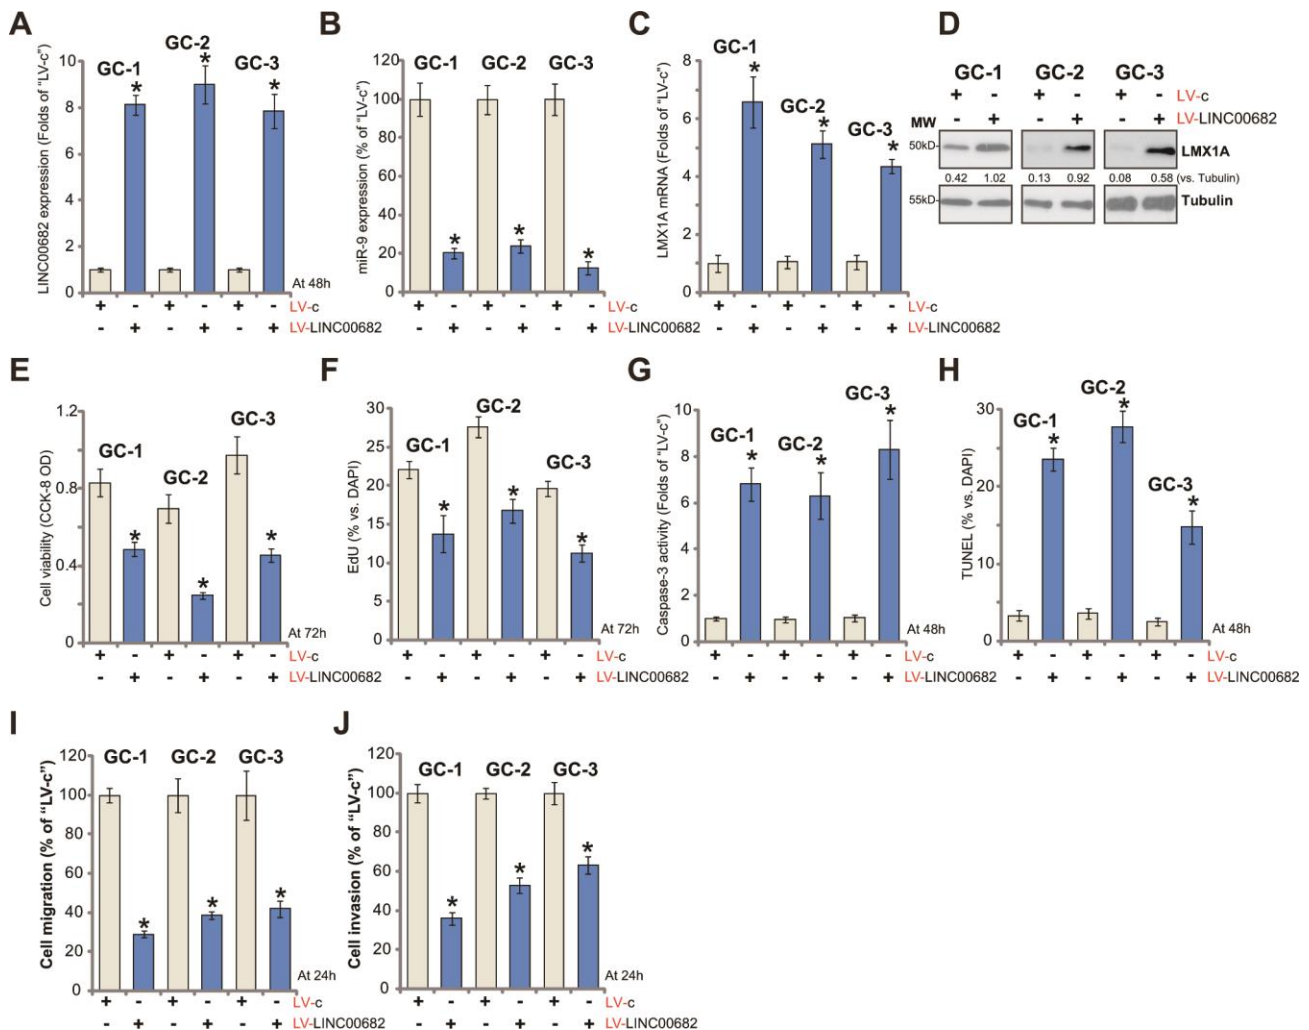 A
LINC00682 expression (Folds of "LV-c")
10
8
6
4
2
0
GC-1
GC-2
GC-3
* * *
At 48h
+ - + - + - LV-c
- + - + - + LV-LINC00682
B
miR-9 expression (% of "LV-c")
120
100
80
60
40
20
0
GC-1 GC-2 GC-3
* * *
+ - + - + - LV-c
- + - + - + LV-LINC00682
C
LMX1A mRNA (Folds of "LV-c")
8
6
4
2
0
GC-1
GC-2
GC-3
* * *
+ - + - + - LV-c
- + - + - + LV-LINC00682
D
GC-1 GC-2 GC-3
+ - + - + - LV-c
- + - + - + LV-LINC00682
MW
50kD LMX1A
0.42 1.02 0.13 0.92 0.08 0.58 (vs. Tubulin)
55kD Tubulin
E
Cell viability (CCK-8 OD)
1.2
0.8
0.4
0
GC-1
GC-2
GC-3
* * *
At 72h
+ - + - + - LV-c
- + - + - + LV-LINC00682
F
EdU (% vs. DAPI)
30
25
20
15
10
5
0
GC-1
GC-2
GC-3
* * *
At 72h
+ - + - + - LV-c
- + - + - + LV-LINC00682
G
Caspase-3 activity (Folds of "LV-c")
10
8
6
4
2
0
GC-1
GC-2
GC-3
* * *
At 48h
+ - + - + - LV-c
- + - + - + LV-LINC00682
H
TUNEL (% vs. DAPI)
30
20
10
0
GC-1
GC-2
GC-3
* * *
At 48h
+ - + - + - LV-c
- + - + - + LV-LINC00682
I
Cell migration (% of "LV-c")
120
100
80
60
40
20
0
GC-1 GC-2 GC-3
* * *
At 24h
+ - + - + - LV-c
- + - + - + LV-LINC00682
J
Cell invasion (% of "LV-c")
120
100
80
60
40
20
0
GC-1 GC-2 GC-3
* * *
At 24h
+ - + - + - LV-c
- + - + - + LV-LINC00682